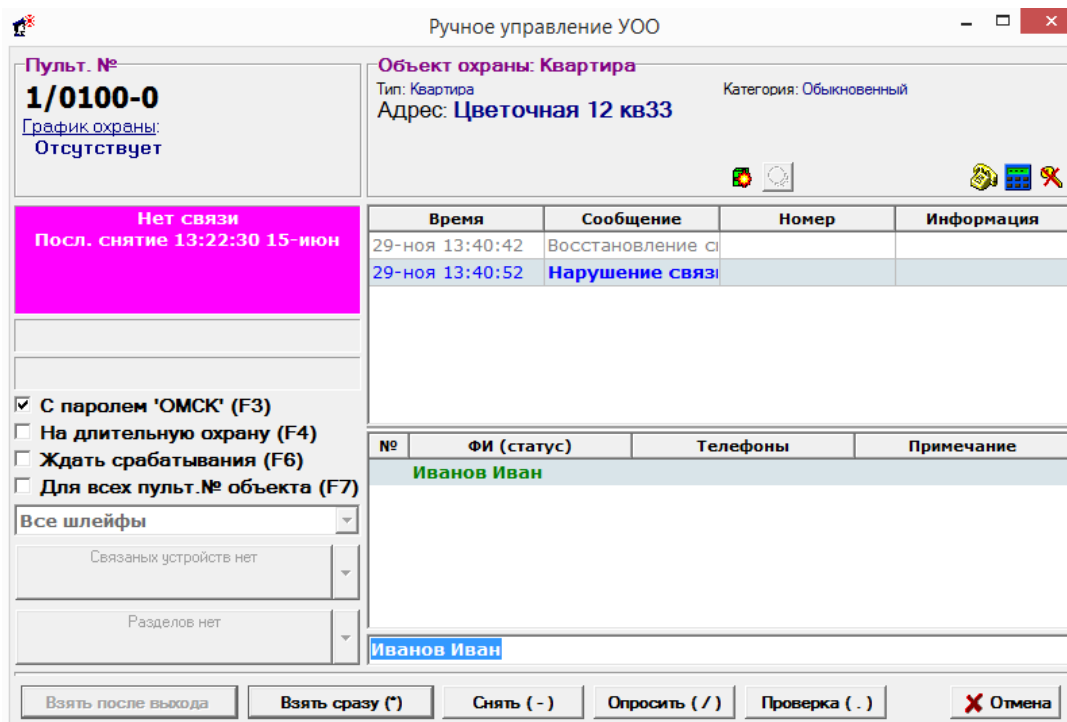 Ручное управление УОО
Пульт. №
1/0100-0
График охраны:
Отсутствует
Объект охраны: Квартира
Тип: Квартира
Категория: Обыкновенный
Адрес: Цветочная 12 кв33
Нет связи
Посл. снятие 13:22:30 15-июн
Время Сообщение Номер Информация
29-ноя 13:40:42 Восстановление
29-ноя 13:40:52 Нарушение связи
С паролем 'ОМСК' (F3)
На длительную охрану (F4)
Ждать срабатывания (F6)
Для всех пульт.№ объекта (F7)
Все шлейфы
Связаных устройств нет
Разделов нет
№ ФИ (статус) Телефоны Примечание
Иванов Иван
Иванов Иван
Взять после выхода Взять сразу (*) Снять ( - ) Опросить ( / ) Проверка ( . ) Отмена